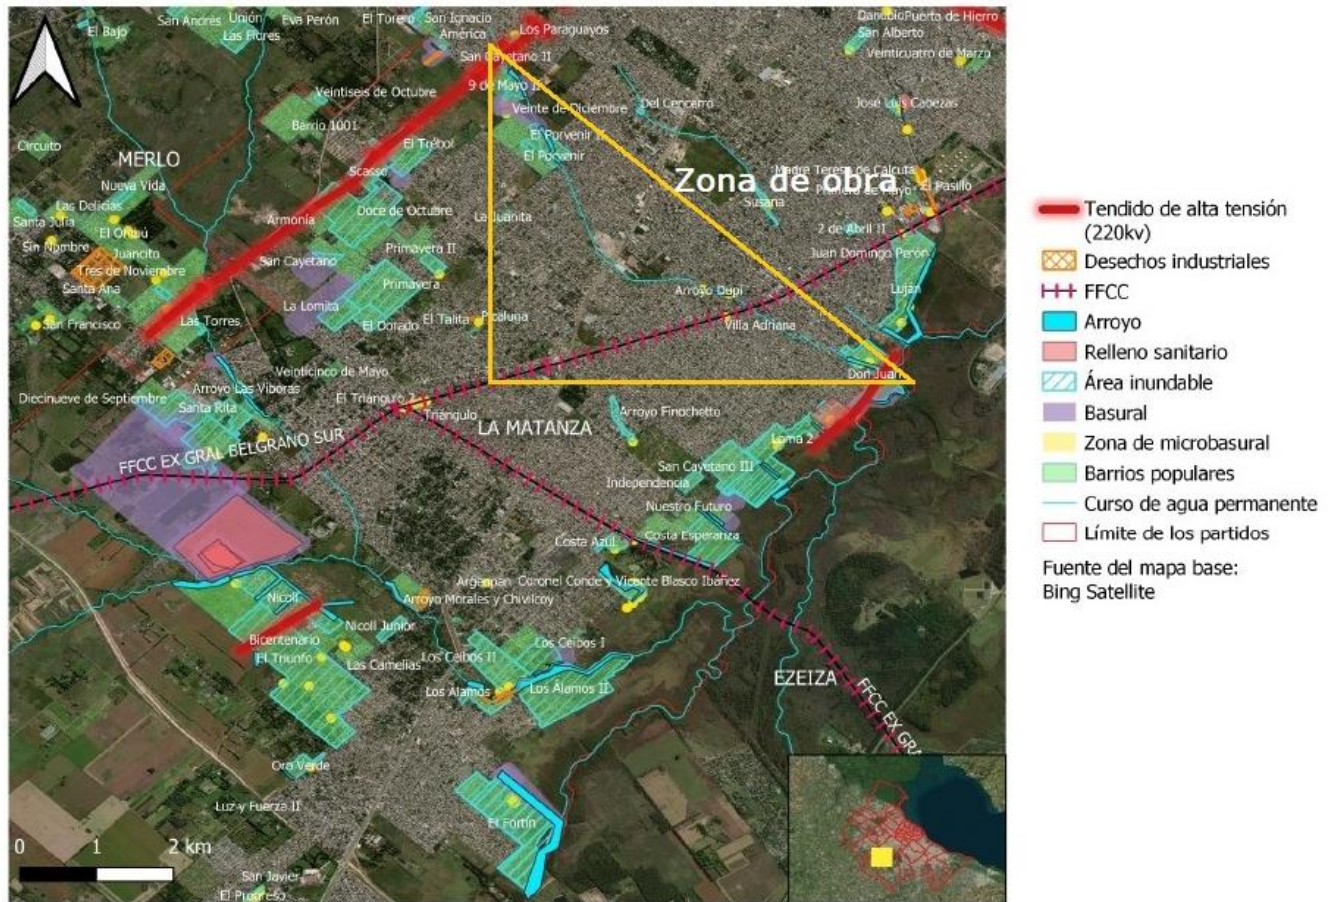 San Andrés
Unión
Eva Perón
El Torero
San Ignacio
Danubio
Puerta de Hierro
El Bajo
Las Flores
América
Los Paraguayos
San Alberto
San Cayetano II
Veinticuatro de Marzo
Veintiseis de Octubre
9 de Mayo II
Veinte de Diciembre
Del Cencerro
José Luis Cabezas
Barrio 1001
El Porvenir II
Circuito
El Trébol
El Porvenir
MERLO
Scasso
Madre Teresa de Calcuta
Nueva Vida
Zona de obra
Primero de Mayo
El Pasillo
Las Delicias
Doce de Octubre
La Juanita
Susana
Santa Julia
Armonía
El Ombú
2 de Abril II
Sin Nombre
Juancito
Primavera II
Juan Domingo Perón
Tres de Noviembre
San Cayetano
Santa Ana
Primavera
Arroyo Dupi
Luján
La Lomita
San Francisco
Las Torres
El Dorado
El Talita
Picaluga
Villa Adriana
Veinticinco de Mayo
Don Juan
Arroyo Las Viboras
Diecinueve de Septiembre
Santa Rita
El Triángulo 2
Triángulo
Arroyo Finochetto
LA MATANZA
FFCC EX GRAL BELGRANO SUR
Loma 2
San Cayetano III
Independencia
Nuestro Futuro
Costa Azul
Costa Esperanza
Argenpan
Coronel Conde y Vicente Blasco Ibáñez
Nicoll
Arroyo Morales y Chivilcoy
Bicentenario
Nicoll Junior
El Triunfo
Las Camelias
Los Ceibos I
Los Ceibos II
EZEIZA
Los Álamos
Los Álamos II
FFCC EX GRA
Ora Verde
Luz y Fuerza II
El Fortín
0 1 2 km
San Javier
El Progreso
Tendido de alta tensión
(220kv)
Desechos industriales
FFCC
Arroyo
Relleno sanitario
Área inundable
Basural
Zona de microbasural
Barrios populares
Curso de agua permanente
Límite de los partidos
Fuente del mapa base:
Bing Satellite